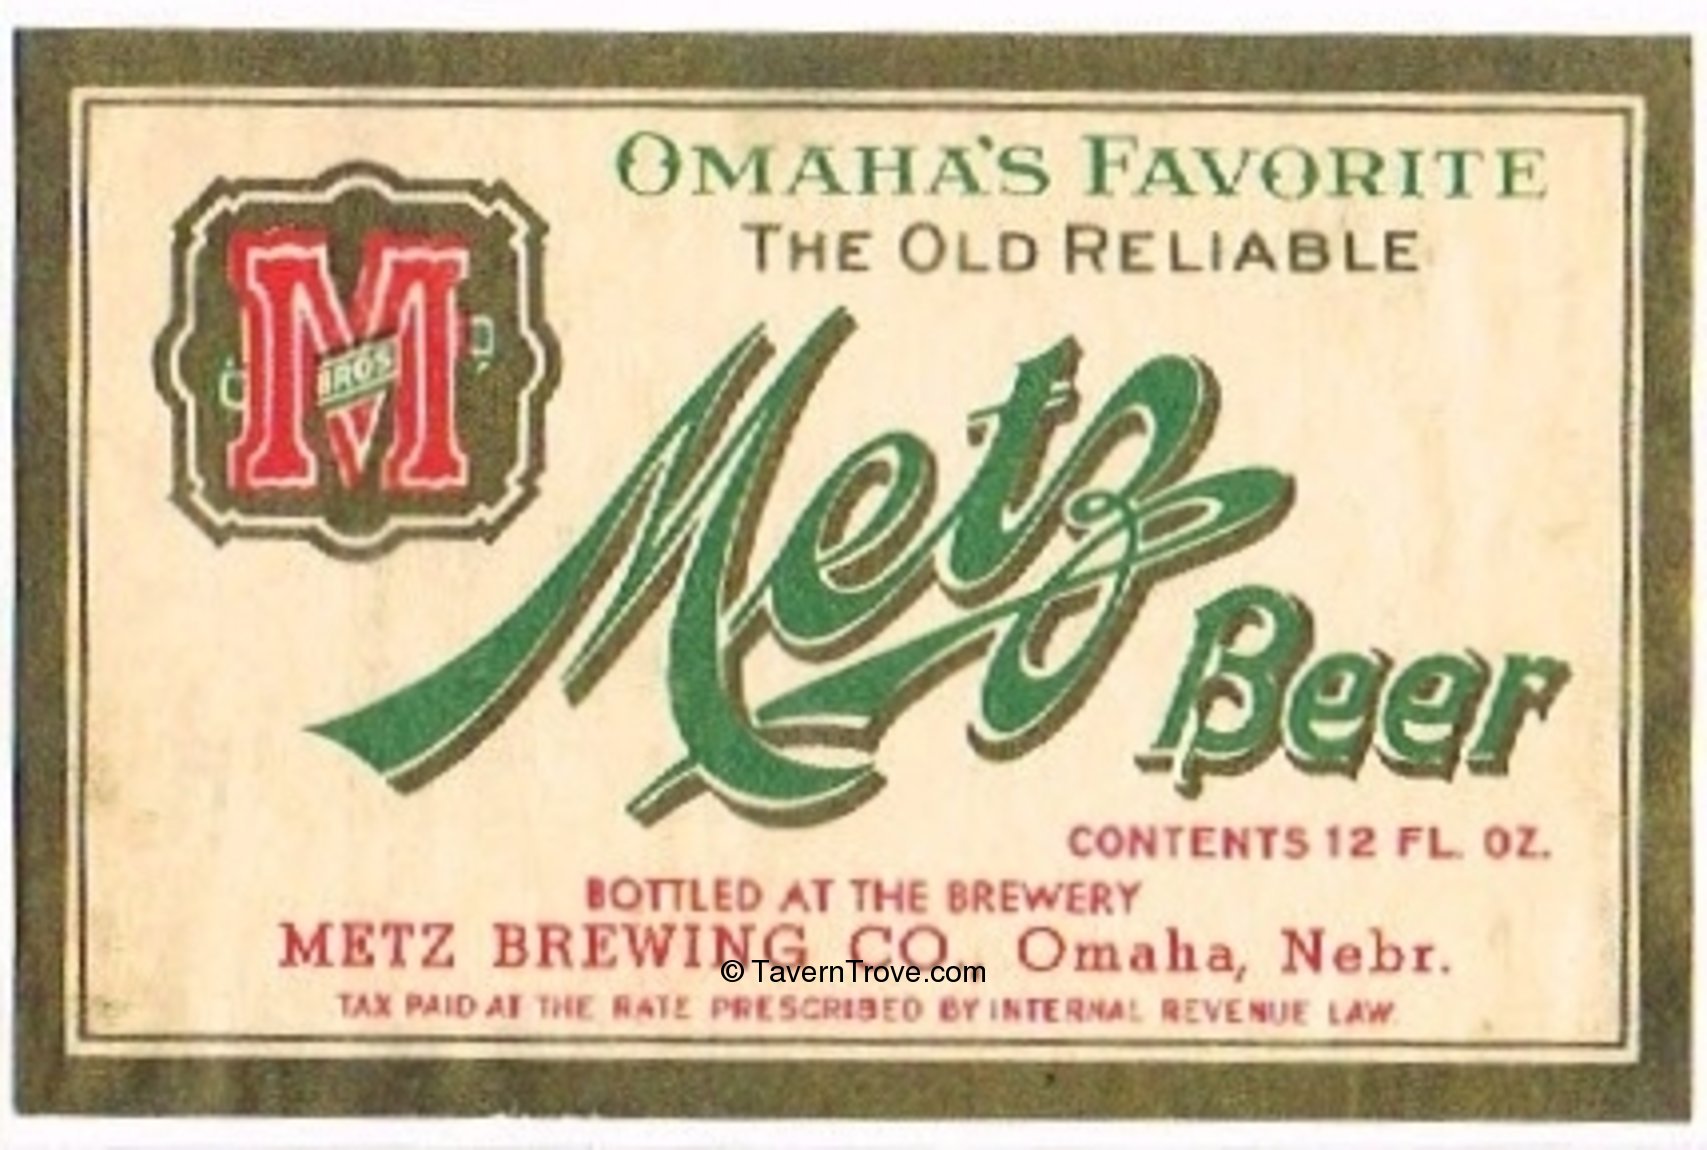 OMAHA'S FAVORITE
THE OLD RELIABLE
M
BROS.
Metz
Beer
CONTENTS 12 FL. OZ.
BOTTLED AT THE BREWERY
METZ BREWING CO. Omaha, Nebr.
© TavernTrove.com
TAX PAID AT THE RATE PRESCRIBED BY INTERNAL REVENUE LAW